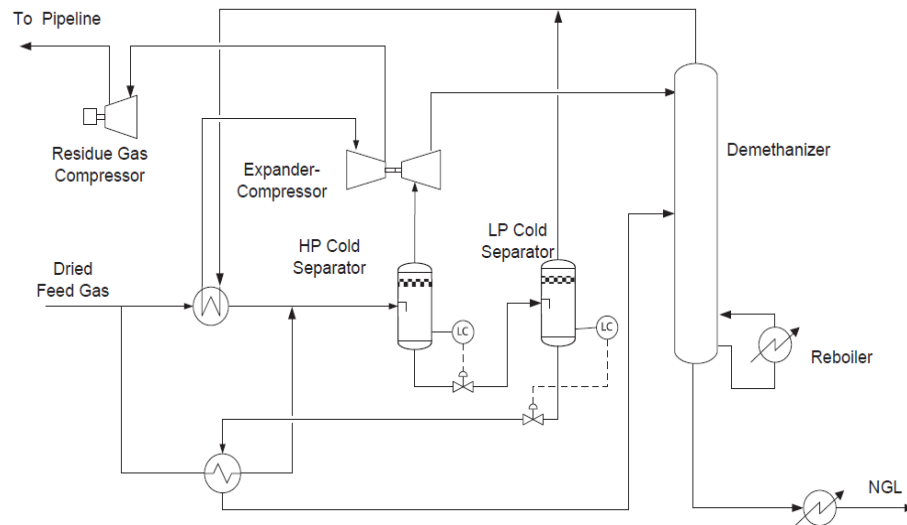 To Pipeline
Residue Gas
Compressor
Expander-
Compressor
Demethanizer
HP Cold
Separator
LP Cold
Separator
Dried
Feed Gas
LC
LC
Reboiler
NGL